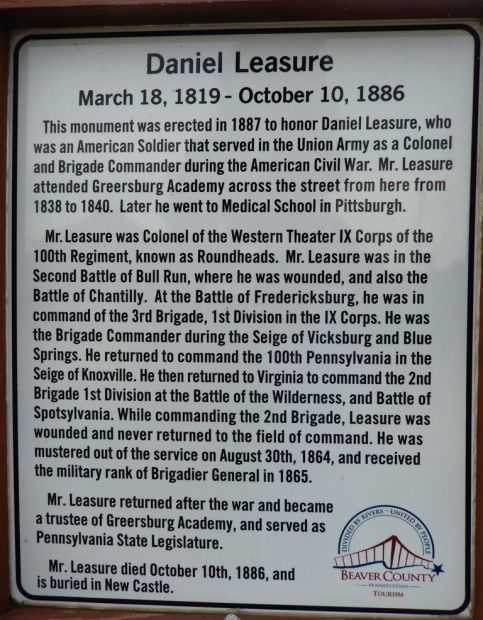 Daniel Leasure
March 18, 1819 - October 10, 1886
This monument was erected in 1887 to honor Daniel Leasure, who
was an American Soldier that served in the Union Army as a Colonel
and Brigade Commander during the American Civil War. Mr. Leasure
attended Greersburg Academy across the street from here from
1838 to 1840. Later he went to Medical School in Pittsburgh.
Mr. Leasure was Colonel of the Western Theater IX Corps of the
100th Regiment, known as Roundheads. Mr. Leasure was in the
Second Battle of Bull Run, where he was wounded, and also the
Battle of Chantilly. At the Battle of Fredericksburg, he was in
command of the 3rd Brigade, 1st Division in the IX Corps. He was
the Brigade Commander during the Seige of Vicksburg and Blue
Springs. He returned to command the 100th Pennsylvania in the
Seige of Knoxville. He then returned to Virginia to command the 2nd
Brigade 1st Division at the Battle of the Wilderness, and Battle of
Spotsylvania. While commanding the 2nd Brigade, Leasure was
wounded and never returned to the field of command. He was
mustered out of the service on August 30th, 1864, and received
the military rank of Brigadier General in 1865.
Mr. Leasure returned after the war and became
a trustee of Greersburg Academy, and served as
Pennsylvania State Legislature.
Mr. Leasure died October 10th, 1886, and
is buried in New Castle.
DIVIDED BY RIVERS ~ UNITED BY PEOPLE
BEAVER COUNTY
TOURISM